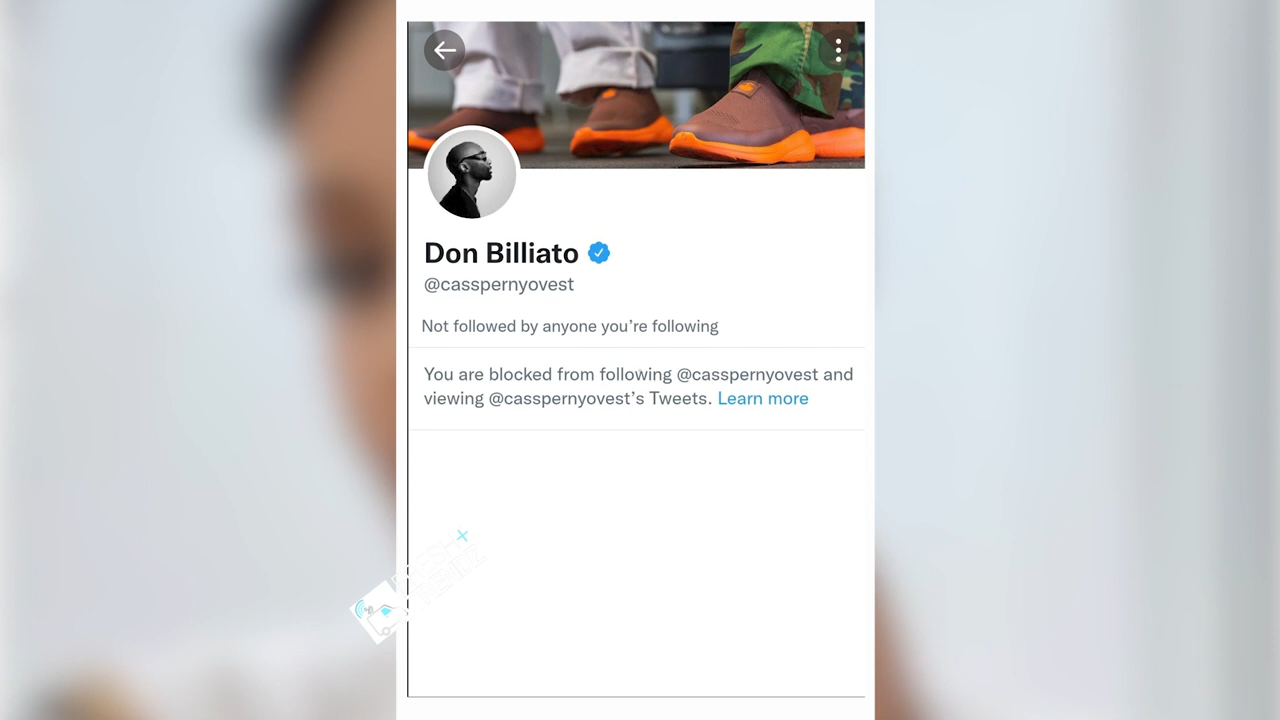 Don Billiato
@casspernyovest
Not followed by anyone you're following
You are blocked from following @casspernyovest and
viewing @casspernyovest's Tweets. Learn more